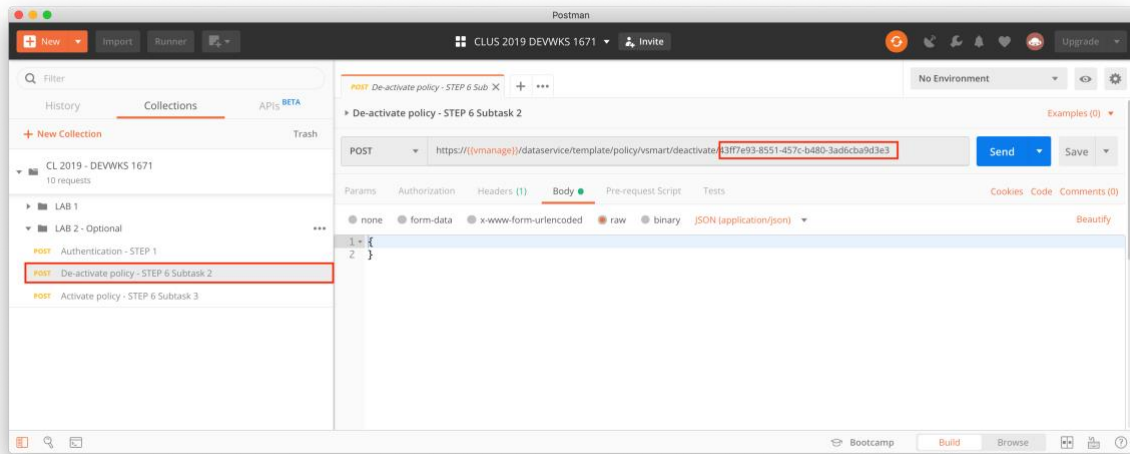 Postman
New Import Runner CLUS 2019 DEVWKS 1671 Invite Upgrade
Filter
History Collections APIs BETA
+ New Collection Trash
CL 2019 - DEVWKS 1671
10 requests
LAB 1
LAB 2 - Optional
POST Authentication - STEP 1
POST De-activate policy - STEP 6 Subtask 2
POST Activate policy - STEP 6 Subtask 3
POST De-activate policy - STEP 6 Sub No Environment
De-activate policy - STEP 6 Subtask 2 Examples (0)
POST https://{{vmanage}}/dataservice/template/policy/vsmart/deactivate/43ff7e93-8551-457c-b480-3ad6cba9d3e3 Send Save
Params Authorization Headers (1) Body Pre-request Script Tests Cookies Code Comments (0)
none form-data x-www-form-urlencoded raw binary JSON (application/json) Beautify
1 {
2 }
Bootcamp Build Browse